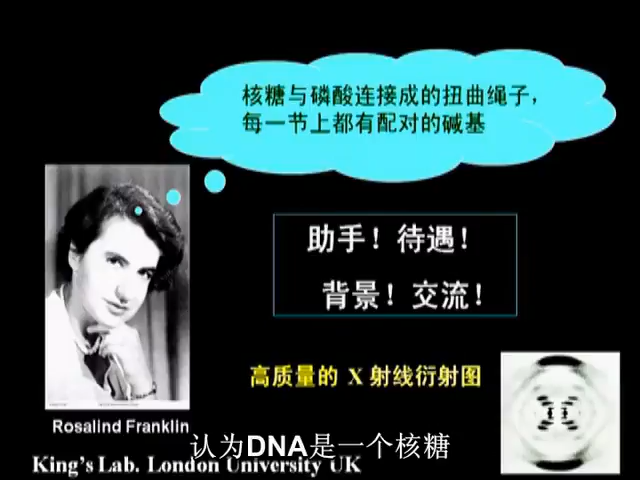 核糖与磷酸连接成的扭曲绳子，
每一节上都有配对的碱基
助手！待遇！
背景！交流！
高质量的 X 射线衍射图
Rosalind Franklin
认为DNA是一个核糖
King's Lab. London University UK